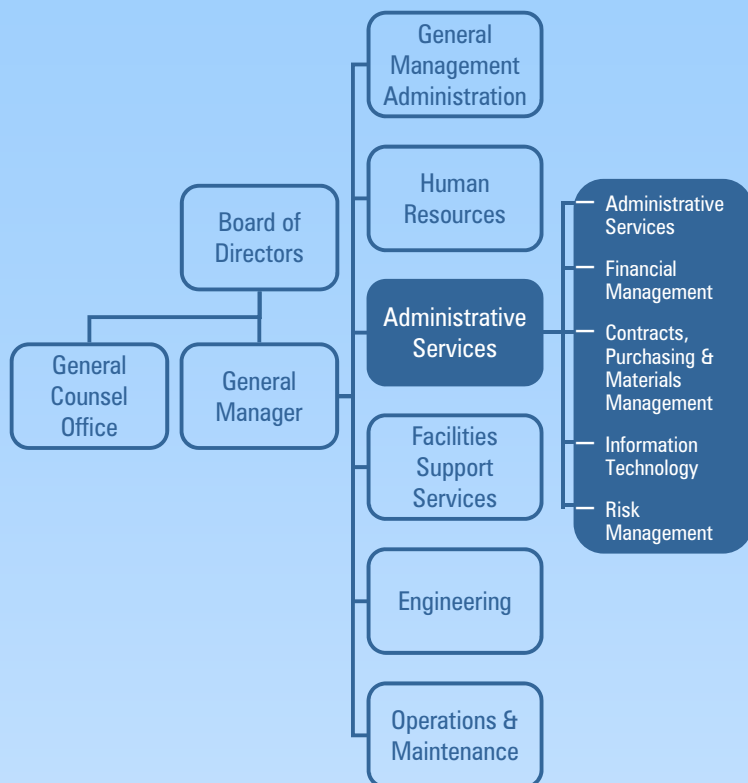 General
Management
Administration
Human
Resources
Board of
Directors
Administrative
Services
General
Counsel
Office
General
Manager
Facilities
Support
Services
Engineering
Operations &
Maintenance
Administrative
Services
Financial
Management
Contracts,
Purchasing &
Materials
Management
Information
Technology
Risk
Management